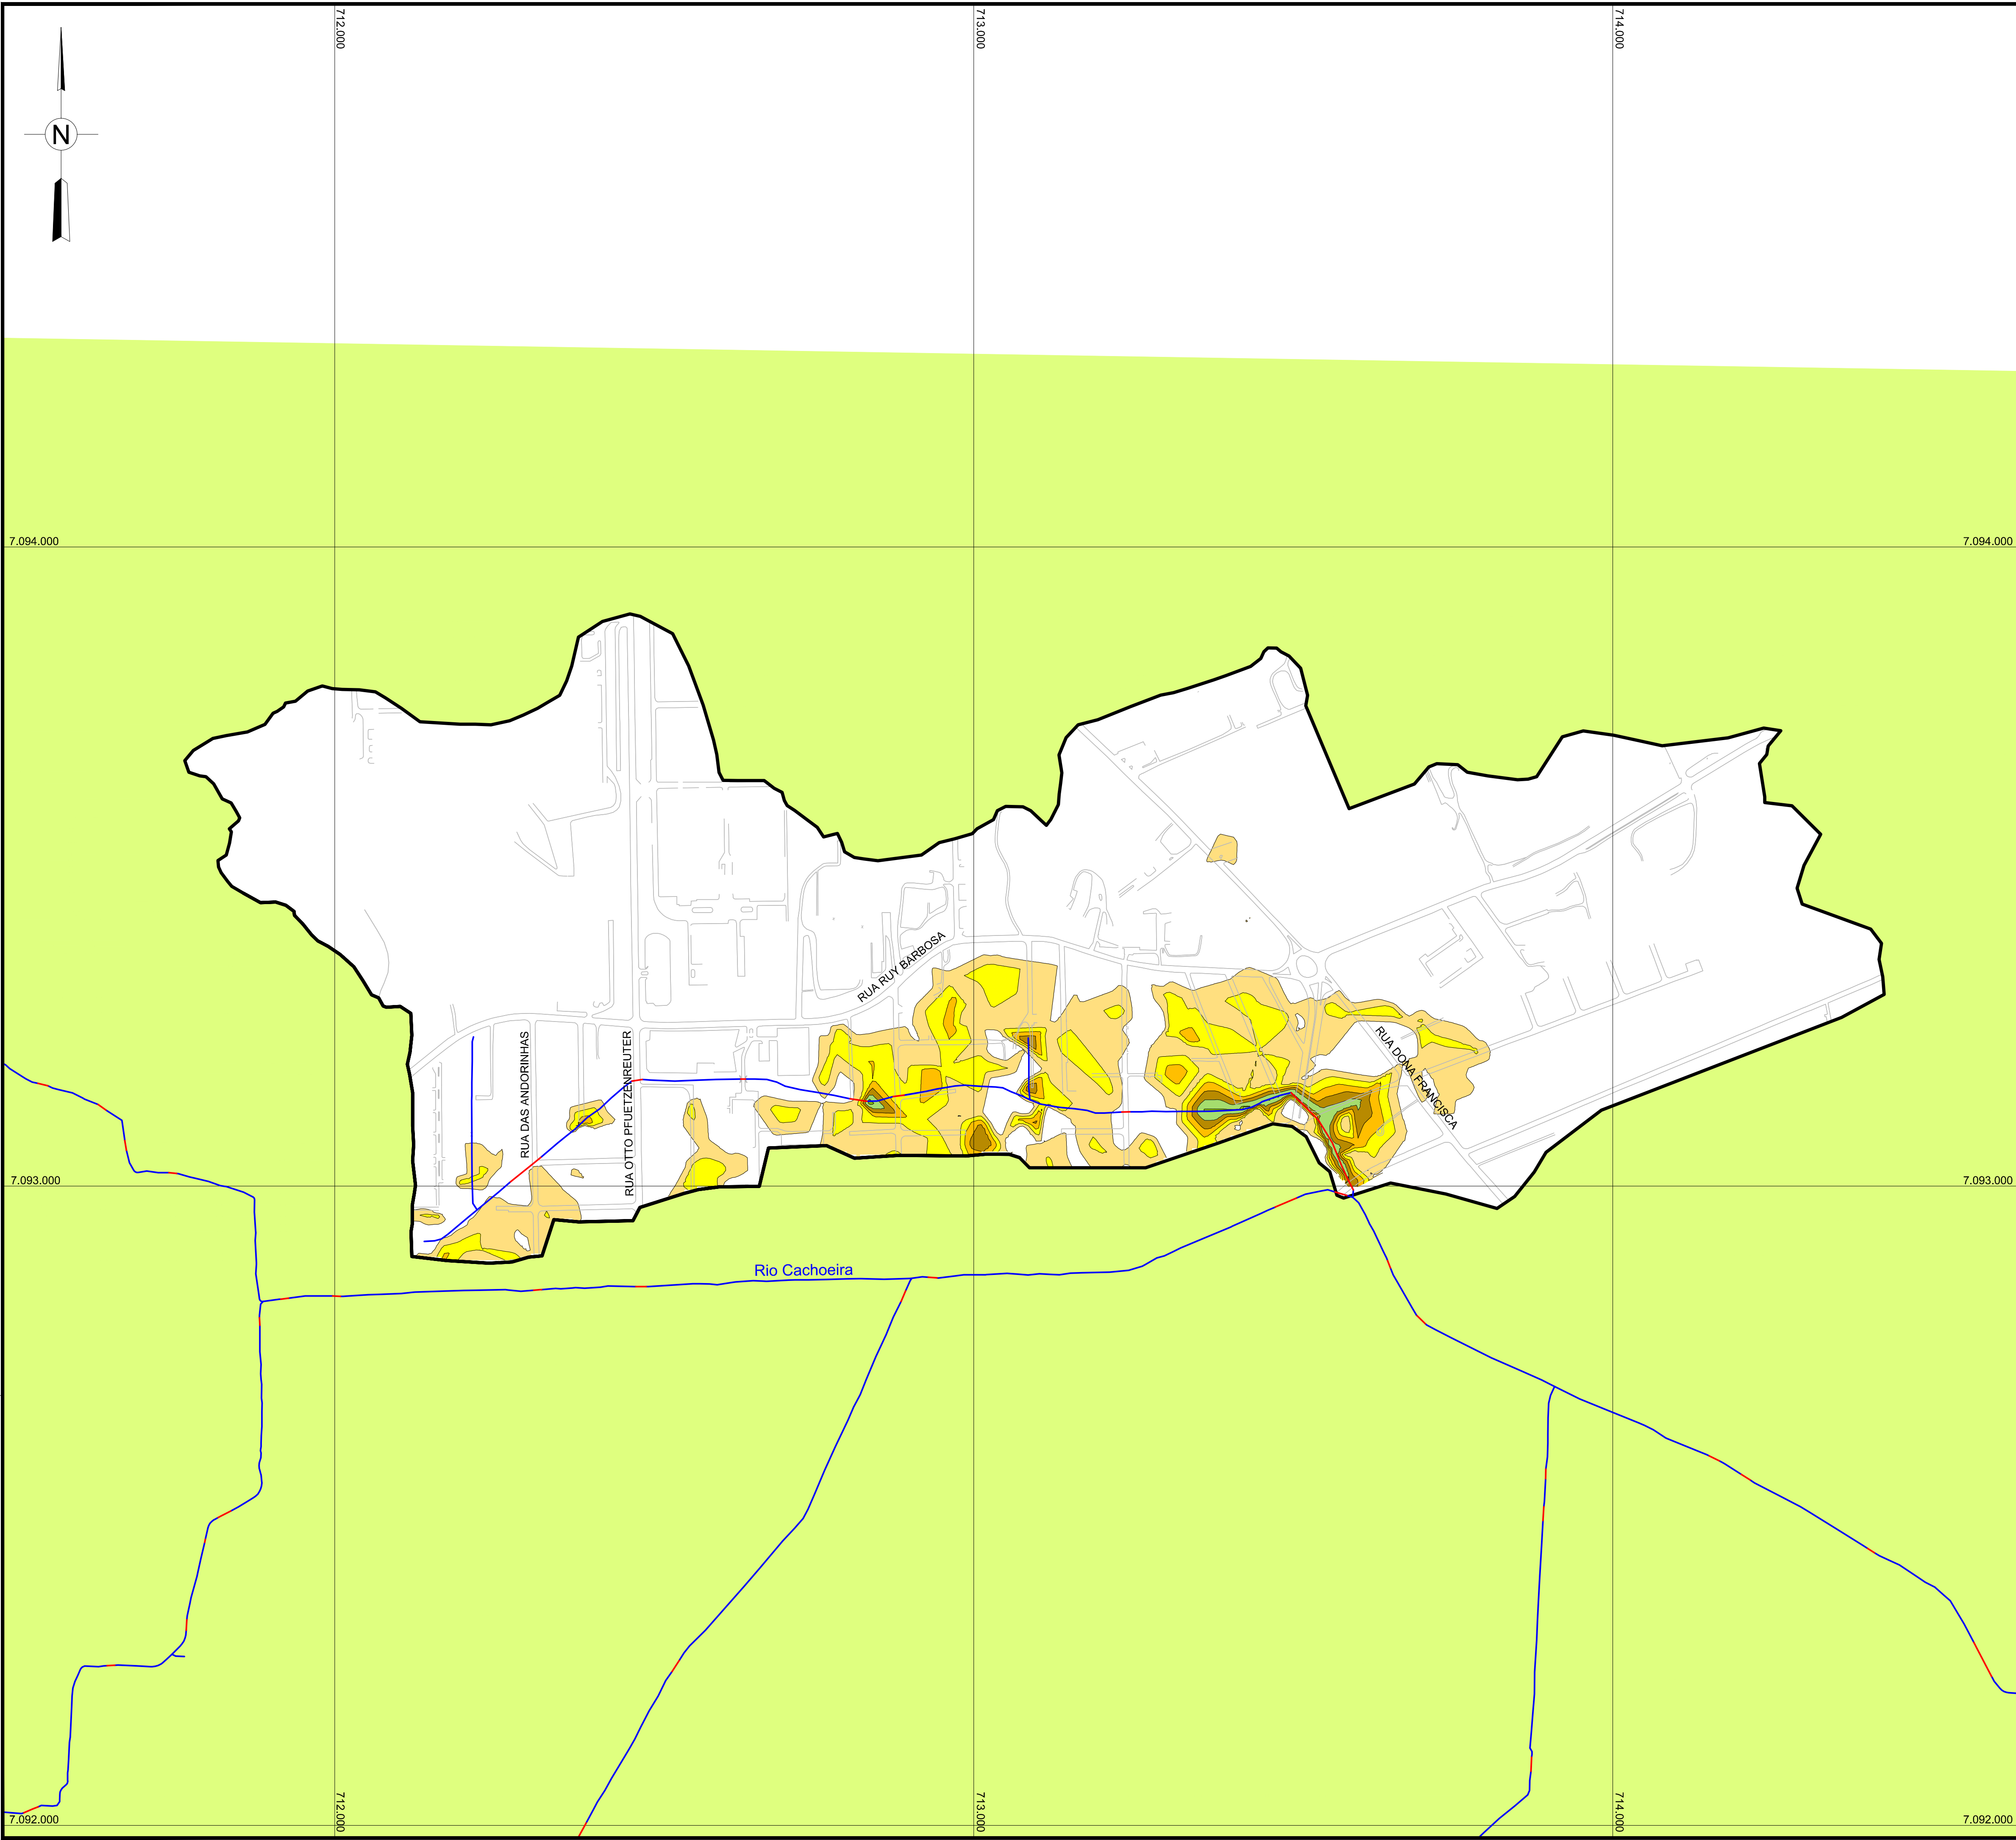 712.000
713.000
714.000
N
7.094.000
7.094.000
RUA RUY BARBOSA
RUA DAS ANDORINHAS
RUA OTTO PFUETZENREUTER
RUA DONA FRANCISCA
7.093.000
7.093.000
Rio Cachoeira
712.000
713.000
714.000
7.092.000
7.092.000